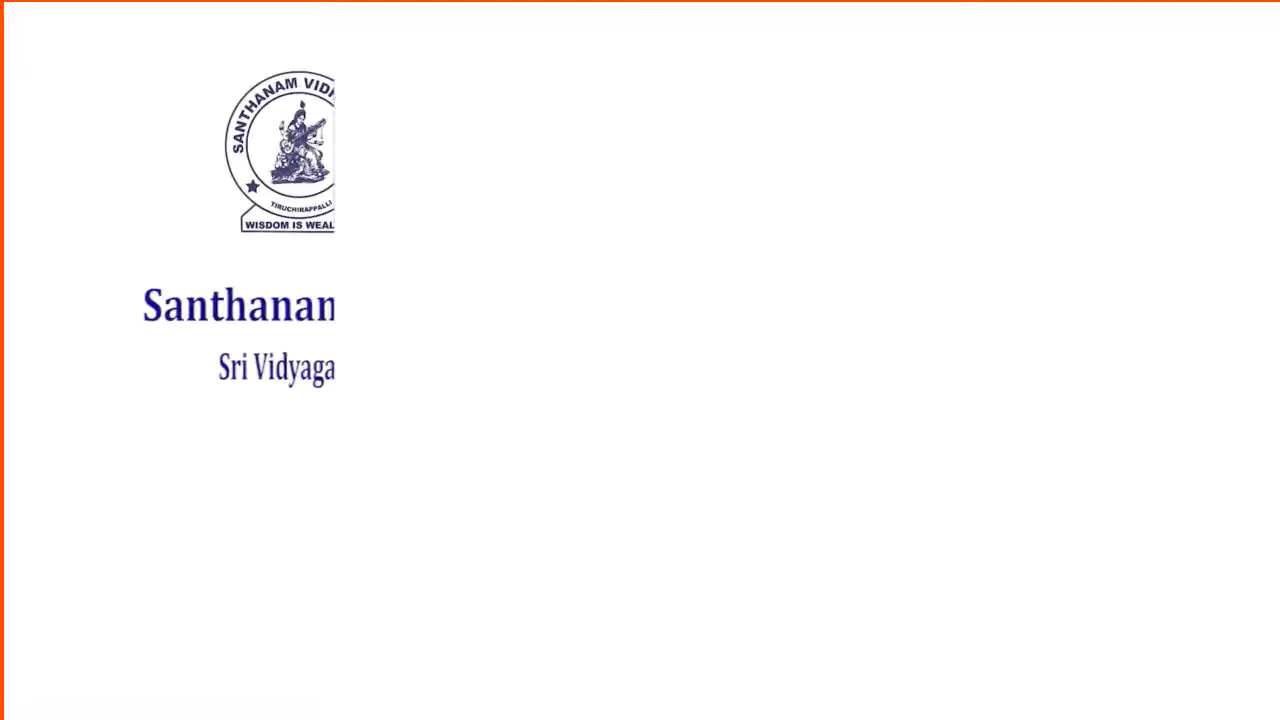 SANTHANAM VID
TIRUCHIRAPPALLI
WISDOM IS WEAL
Santhanan
Sri Vidyaga